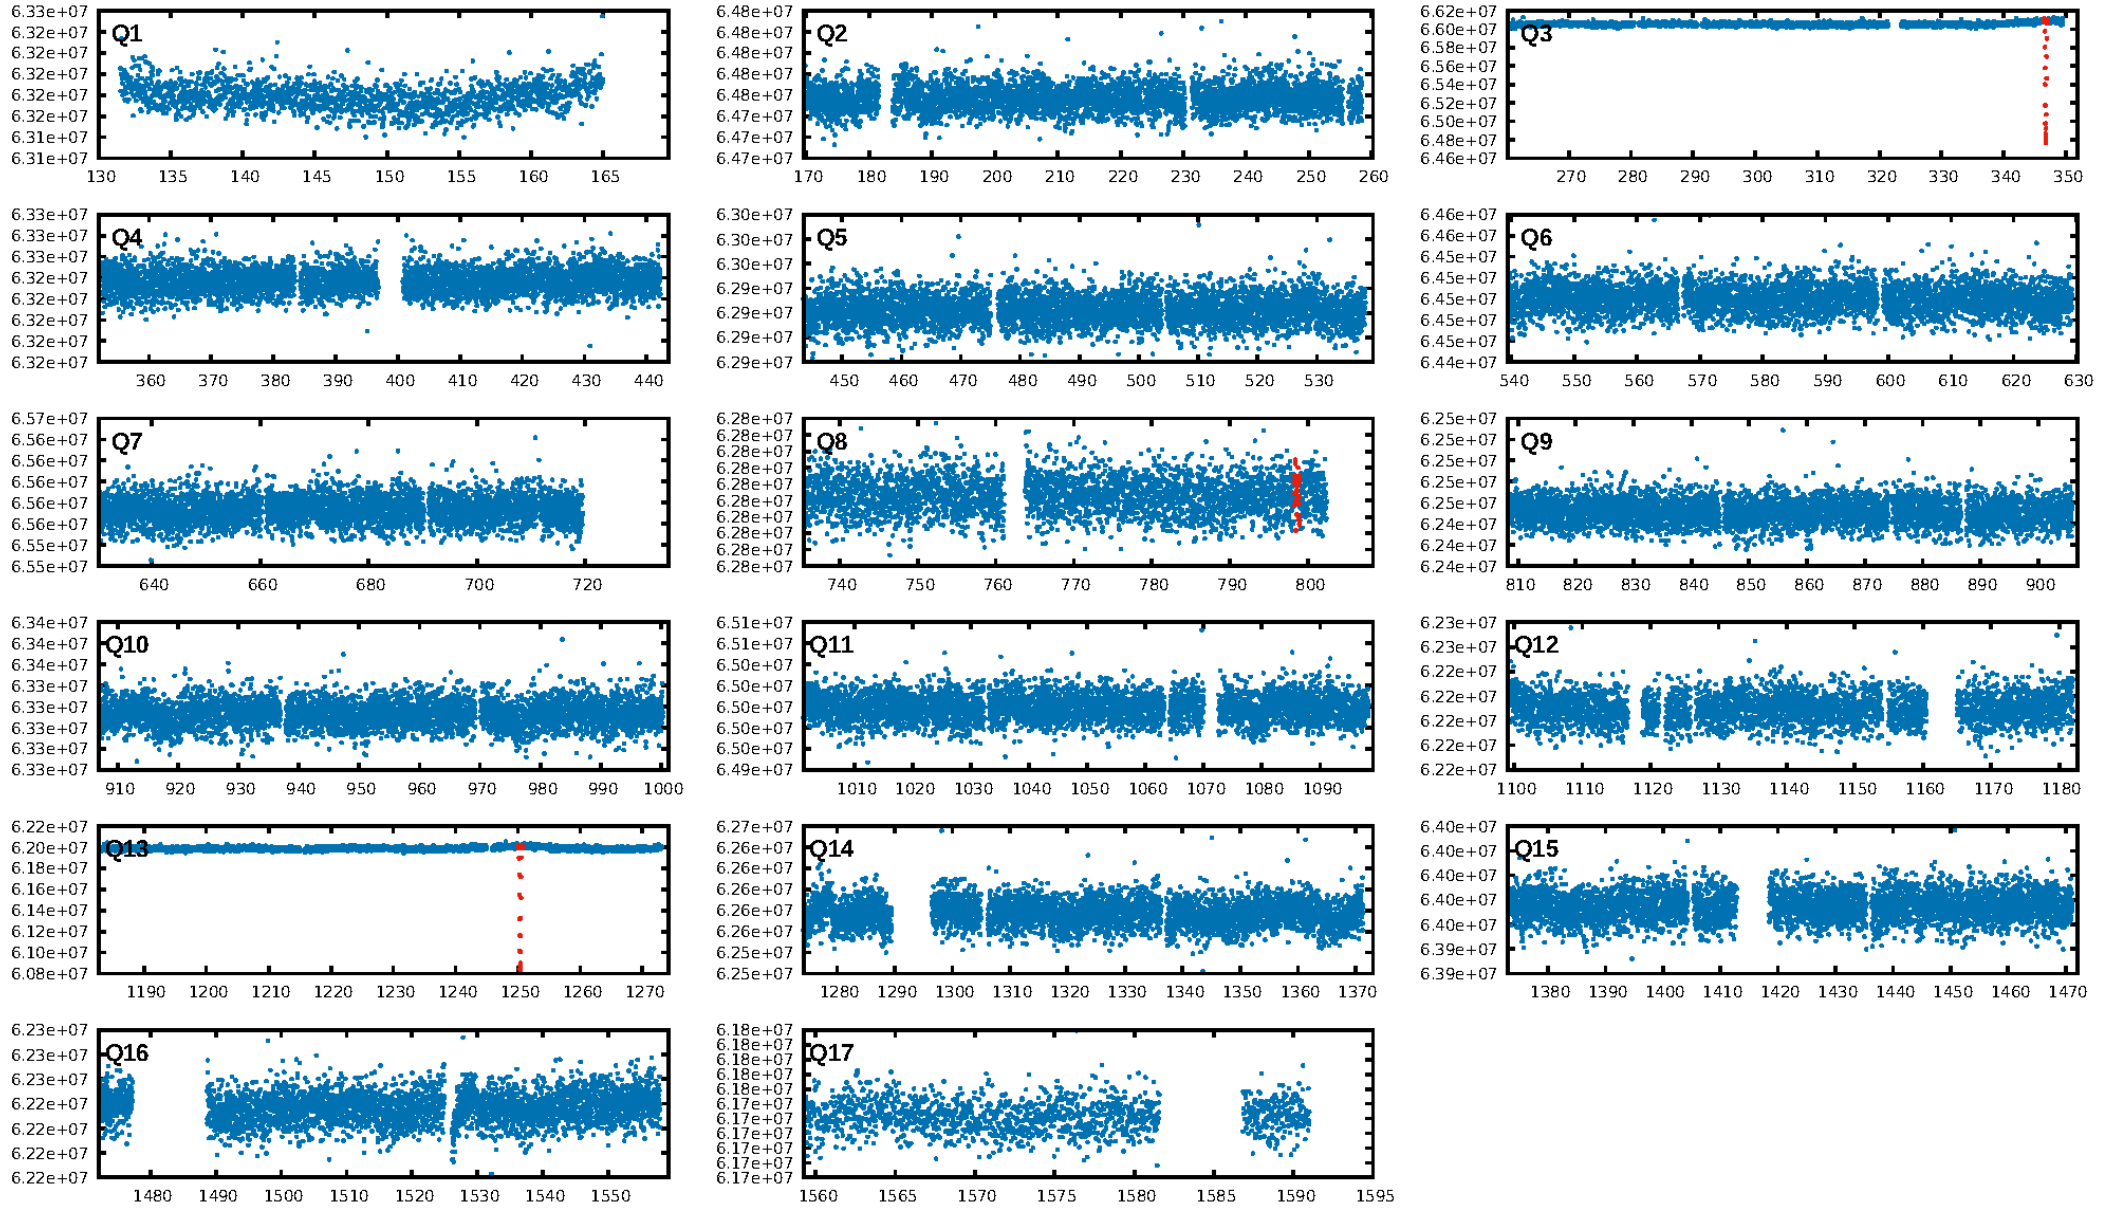 6.33e+07 6.32e+07 6.32e+07 6.32e+07 6.32e+07 6.32e+07 6.31e+07 6.31e+07
Q1
130 135 140 145 150 155 160 165
6.48e+07 6.48e+07 6.48e+07 6.48e+07 6.48e+07 6.47e+07 6.47e+07 6.47e+07
Q2
170 180 190 200 210 220 230 240 250 260
6.62e+07 6.60e+07 6.58e+07 6.56e+07 6.54e+07 6.52e+07 6.50e+07 6.48e+07 6.46e+07
Q3
270 280 290 300 310 320 330 340 350
6.33e+07 6.33e+07 6.33e+07 6.32e+07 6.32e+07 6.32e+07 6.32e+07 6.32e+07
Q4
360 370 380 390 400 410 420 430 440
6.30e+07 6.30e+07 6.30e+07 6.29e+07 6.29e+07 6.29e+07 6.29e+07
Q5
450 460 470 480 490 500 510 520 530
6.46e+07 6.46e+07 6.45e+07 6.45e+07 6.45e+07 6.45e+07 6.45e+07 6.44e+07
Q6
540 550 560 570 580 590 600 610 620 630
6.57e+07 6.56e+07 6.56e+07 6.56e+07 6.56e+07 6.56e+07 6.55e+07 6.55e+07
Q7
640 660 680 700 720
6.28e+07 6.28e+07 6.28e+07 6.28e+07 6.28e+07 6.28e+07 6.28e+07 6.28e+07 6.28e+07 6.28e+07
Q8
740 750 760 770 780 790 800
6.25e+07 6.25e+07 6.25e+07 6.25e+07 6.25e+07 6.24e+07 6.24e+07 6.24e+07
Q9
810 820 830 840 850 860 870 880 890 900
6.34e+07 6.34e+07 6.34e+07 6.33e+07 6.33e+07 6.33e+07 6.33e+07 6.33e+07
Q10
910 920 930 940 950 960 970 980 990 1000
6.51e+07 6.51e+07 6.50e+07 6.50e+07 6.50e+07 6.50e+07 6.50e+07 6.49e+07
Q11
1010 1020 1030 1040 1050 1060 1070 1080 1090
6.23e+07 6.23e+07 6.22e+07 6.22e+07 6.22e+07 6.22e+07 6.22e+07
Q12
1100 1110 1120 1130 1140 1150 1160 1170 1180
6.22e+07 6.20e+07 6.18e+07 6.16e+07 6.14e+07 6.12e+07 6.10e+07 6.08e+07
Q13
1190 1200 1210 1220 1230 1240 1250 1260 1270
6.27e+07 6.26e+07 6.26e+07 6.26e+07 6.26e+07 6.26e+07 6.25e+07 6.25e+07
Q14
1280 1290 1300 1310 1320 1330 1340 1350 1360 1370
6.40e+07 6.40e+07 6.40e+07 6.40e+07 6.40e+07 6.39e+07 6.39e+07
Q15
1380 1390 1400 1410 1420 1430 1440 1450 1460 1470
6.23e+07 6.23e+07 6.23e+07 6.22e+07 6.22e+07 6.22e+07 6.22e+07
Q16
1480 1490 1500 1510 1520 1530 1540 1550
6.18e+07 6.18e+07 6.18e+07 6.18e+07 6.18e+07 6.17e+07 6.17e+07 6.17e+07 6.17e+07 6.17e+07 6.17e+07
Q17
1560 1565 1570 1575 1580 1585 1590 1595